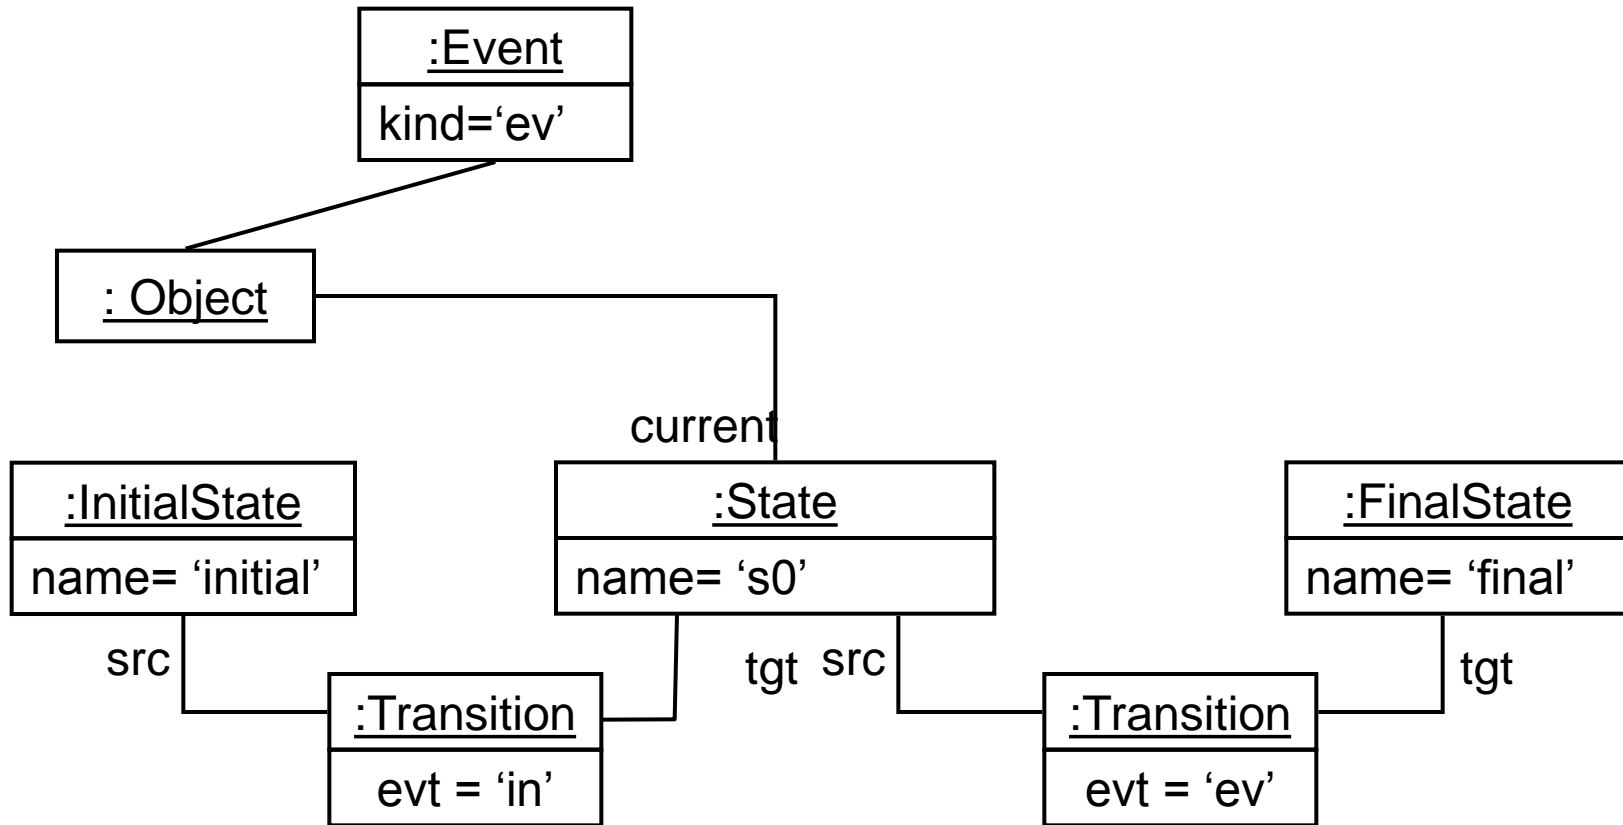 :Event
kind=‘ev’
: Object
current
:InitialState
name= ‘initial’
:State
name= ‘s0’
:FinalState
name= ‘final’
src
tgt
src
tgt
:Transition
evt = ‘in’
:Transition
evt = ‘ev’